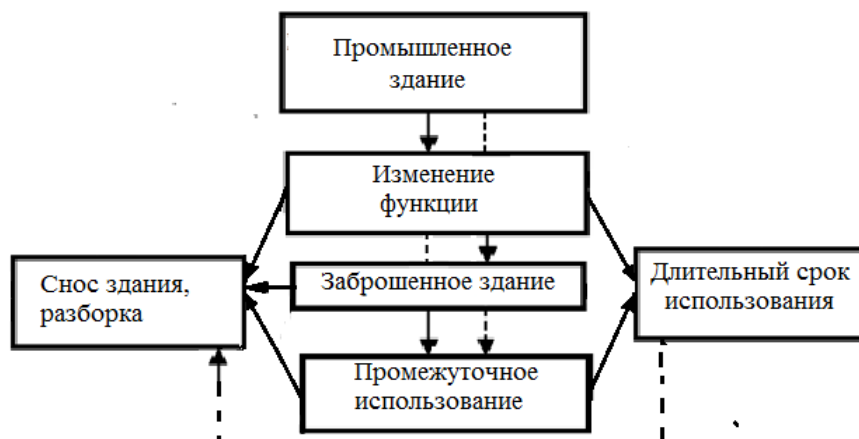 Промышленное
здание
Изменение
функции
Снос здания,
разборка
Заброшенное здание
Длительный срок
использования
Промежуточное
использование